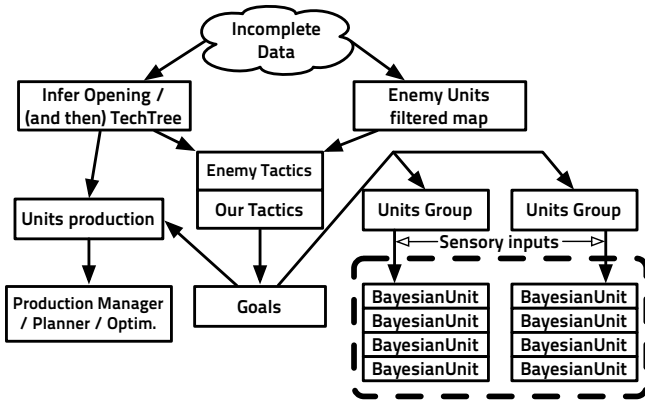 Incomplete
Data
Infer Opening /
(and then) TechTree
Enemy Units
filtered map
Enemy Tactics
Our Tactics
Units production
Units Group
Units Group
Sensory inputs
Production Manager
/ Planner / Optim.
Goals
BayesianUnit
BayesianUnit
BayesianUnit
BayesianUnit
BayesianUnit
BayesianUnit
BayesianUnit
BayesianUnit